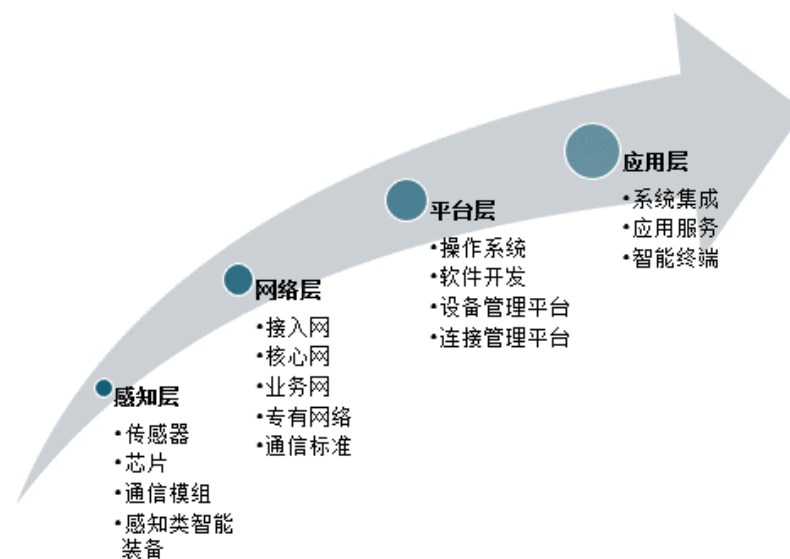 感知层
•传感器
•芯片
•通信模组
•感知类智能
装备
网络层
•接入网
•核心网
•业务网
•专有网络
•通信标准
平台层
•操作系统
•软件开发
•设备管理平台
•连接管理平台
应用层
•系统集成
•应用服务
•智能终端